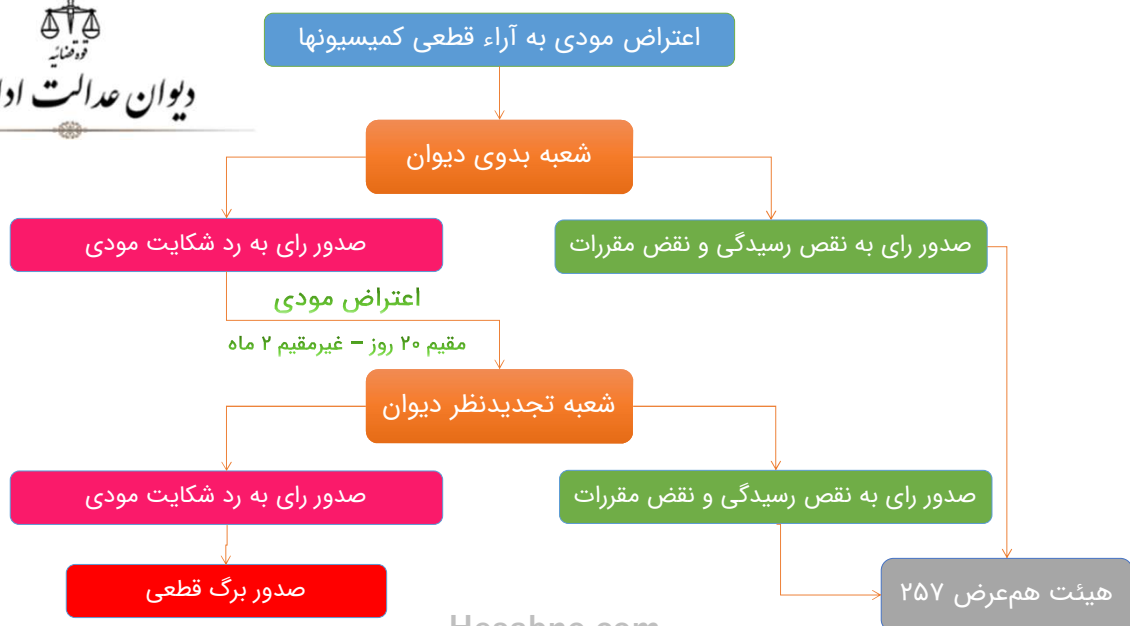 اعتراض مودی به آراء قطعی کمیسیونها
قوه قضائیه
دیوان عدالت
شعبه بدوی دیوان
صدور رای به نقص رسیدگی و نقض مقررات
صدور رای به رد شکایت مودی
اعتراض مودی
مقیم ۲۰ روز – غیرمقیم ۲ ماه
شعبه تجدیدنظر دیوان
صدور رای به نقص رسیدگی و نقض مقررات
صدور رای به رد شکایت مودی
هیئت هم‌عرض ۲۵۷
صدور برگ قطعی